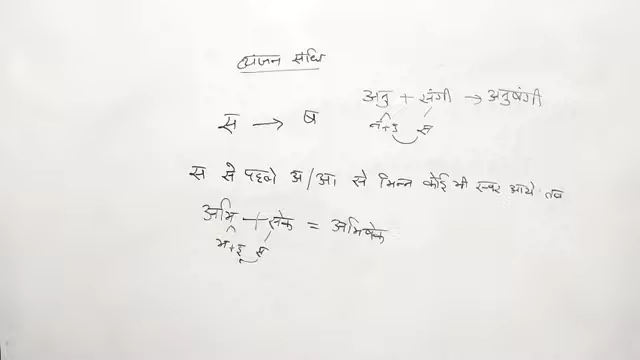 व्यंजन संधि
अनु + संगी → अनुषंगी
न+उ स
स → ष
स से पहले अ/आ से भिन्न कोई भी स्वर आये तब
अभि + सेक = अभिषेक
भ+इ स